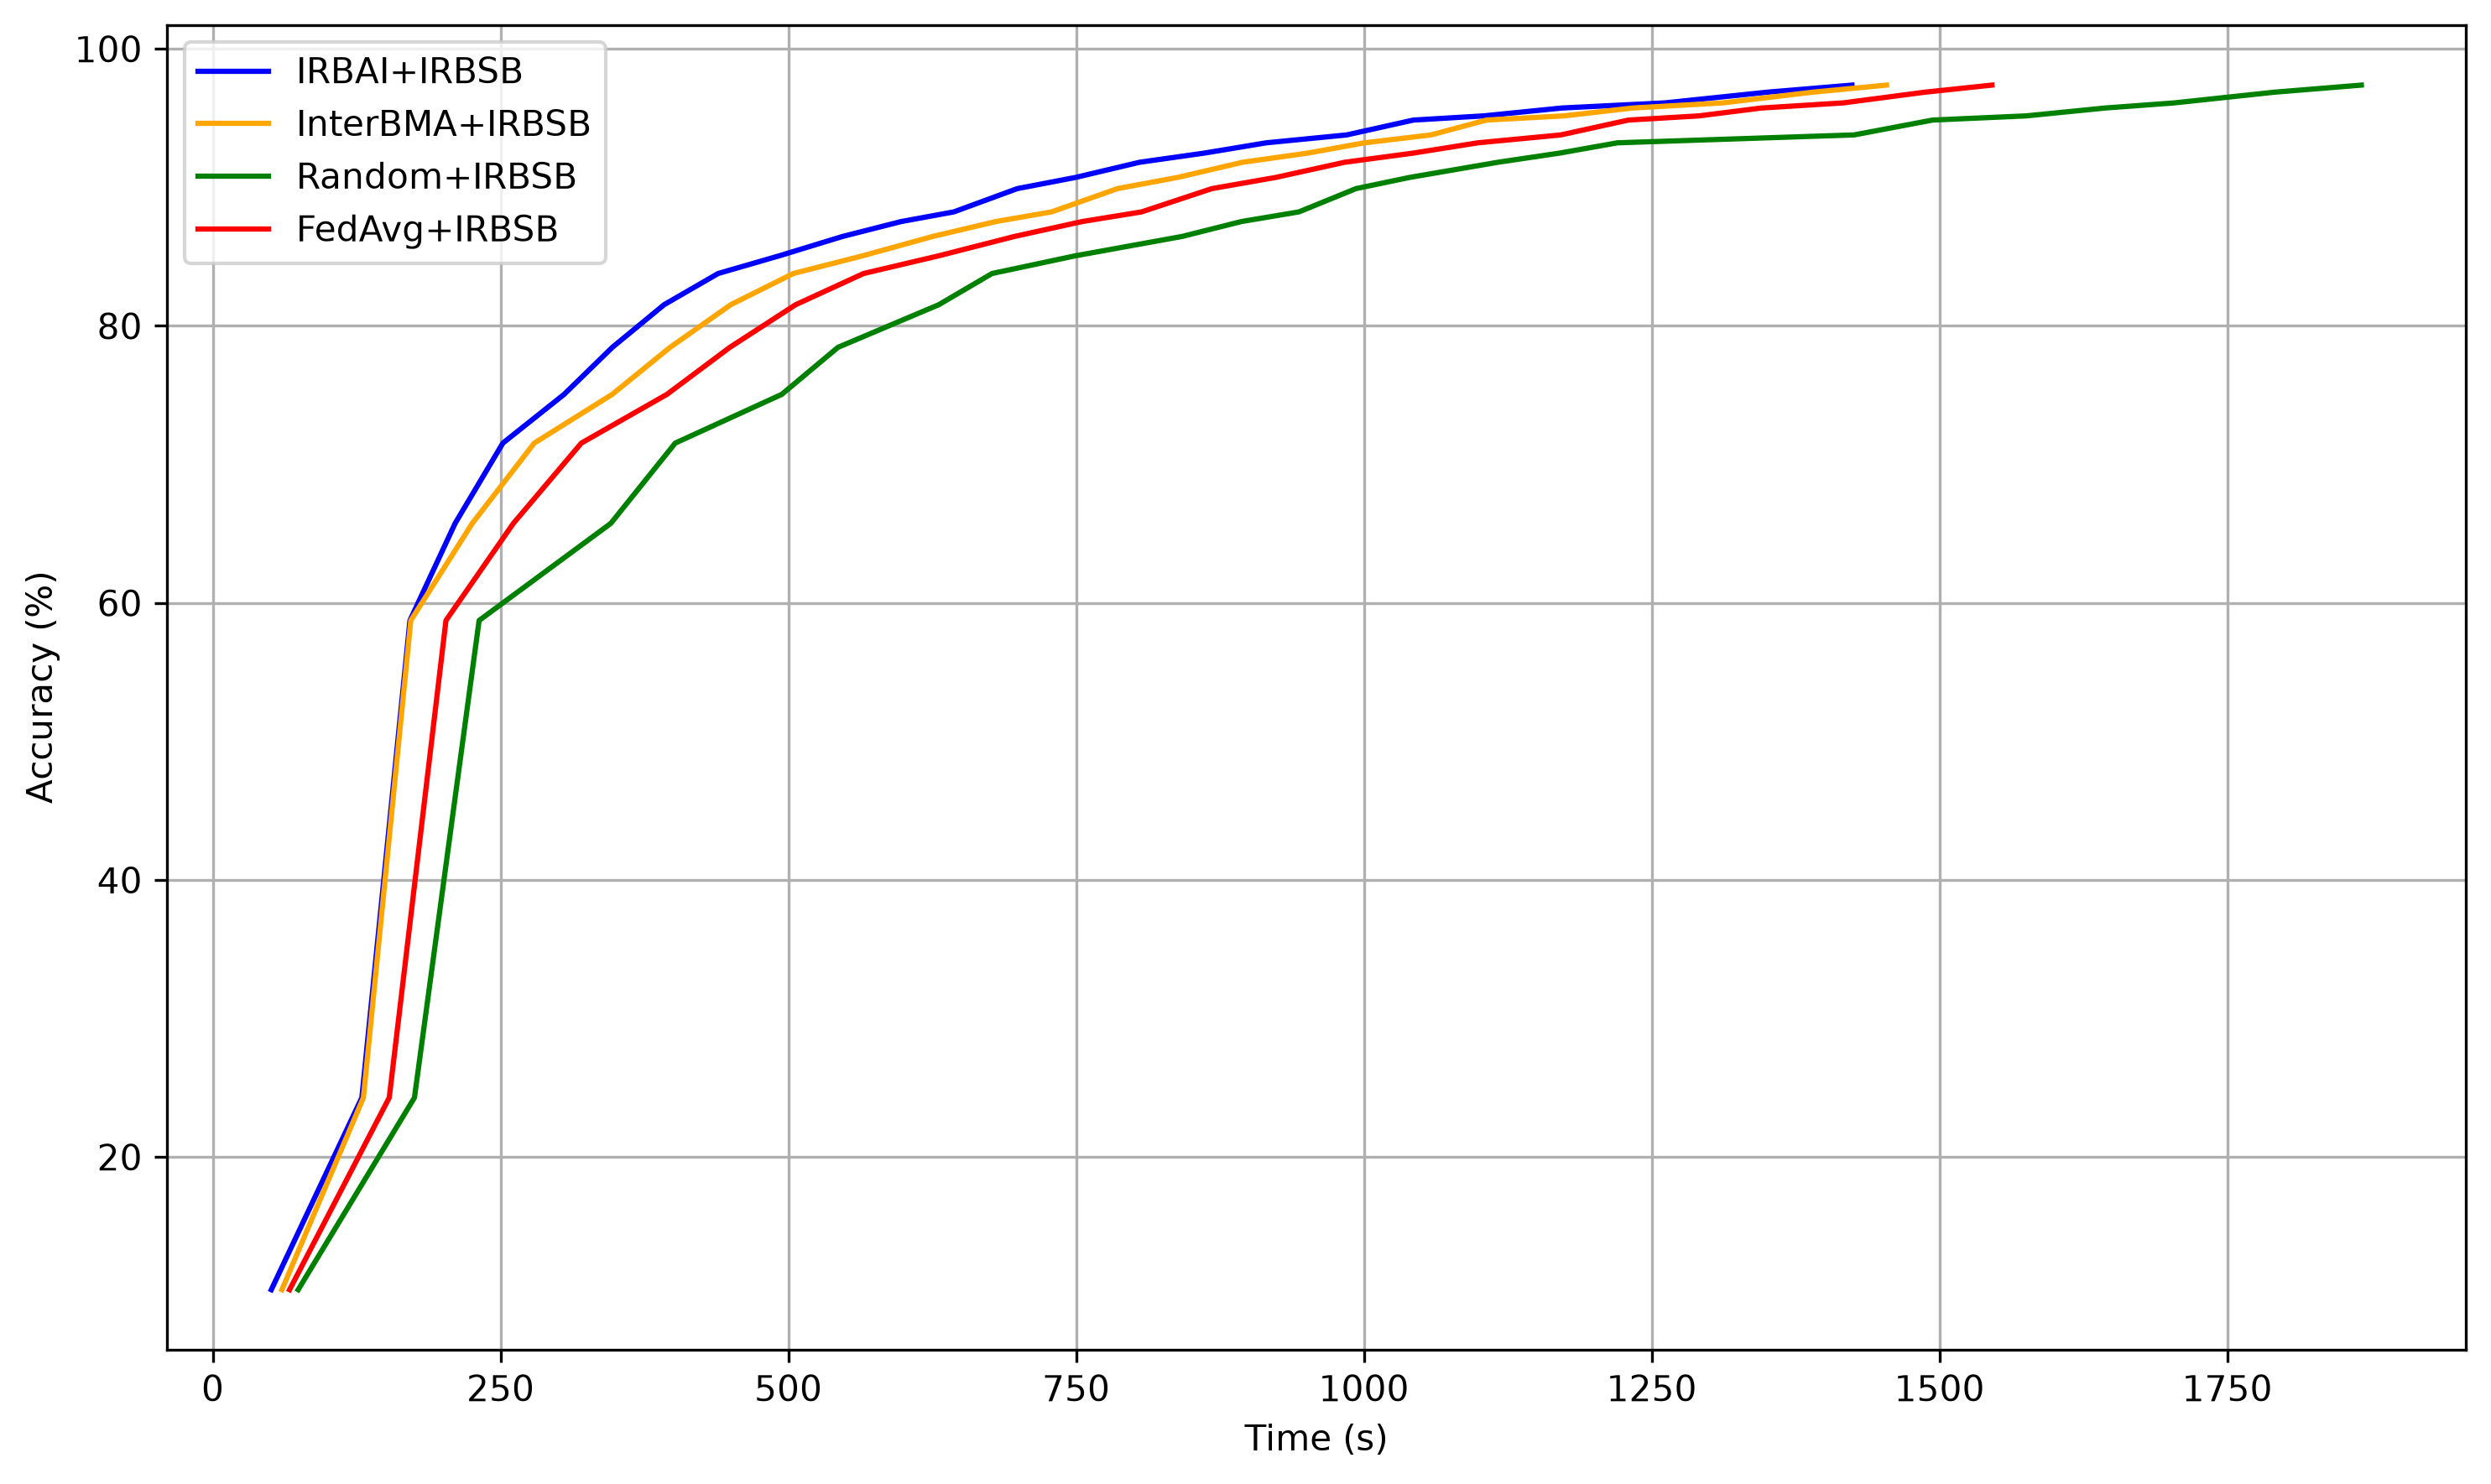 100
80
60
40
20
Accuracy (%)
IRBAI+IRBSB
InterBMA+IRBSB
Random+IRBSB
FedAvg+IRBSB
0 250 500 750 1000 1250 1500 1750
Time (s)